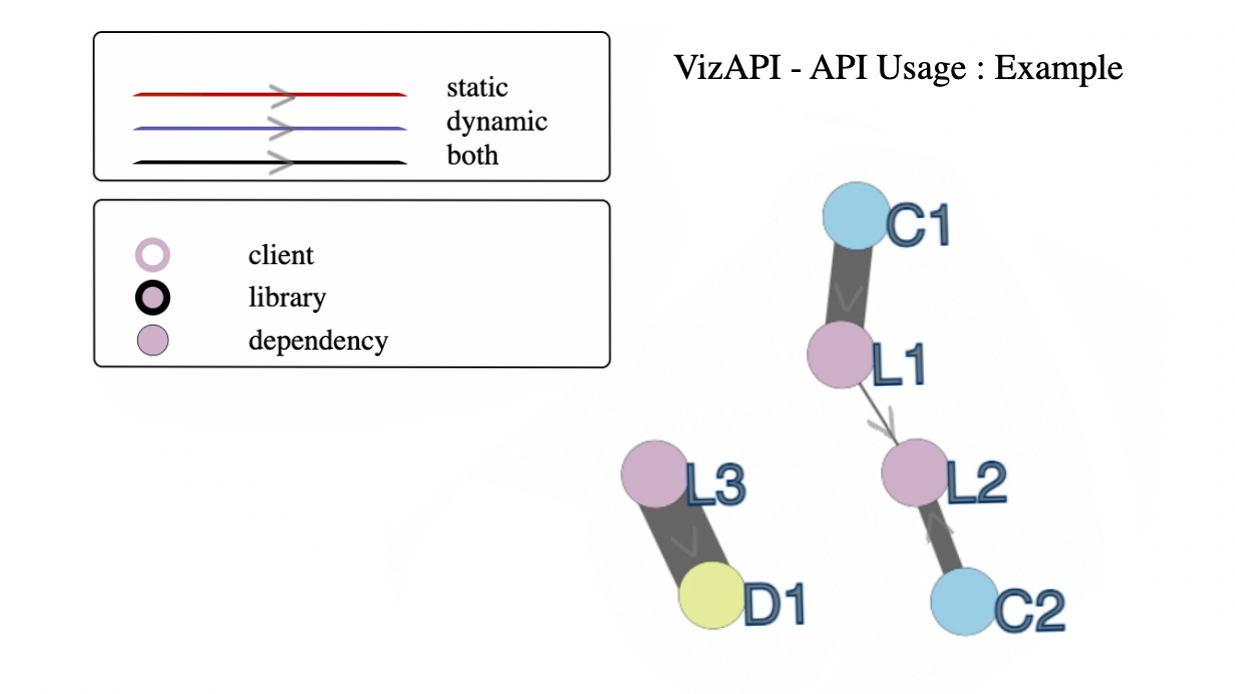 VizAPI - API Usage : Example
static
dynamic
both
client
library
dependency
C1
L1
L3
L2
D1
C2